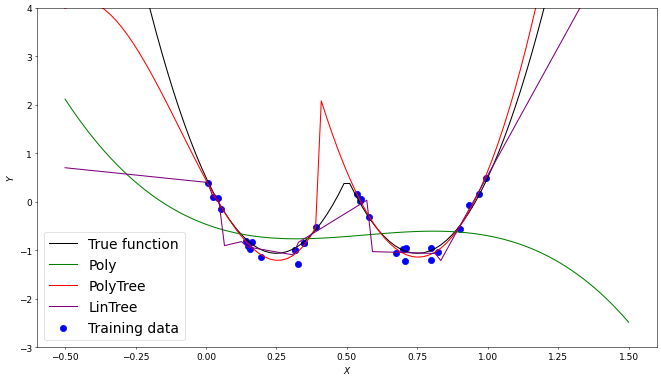 4
3
2
1
0
−1
−2
−3
Y
True function
Poly
PolyTree
LinTree
Training data
−0.50 −0.25 0.00 0.25 0.50 0.75 1.00 1.25 1.50
X